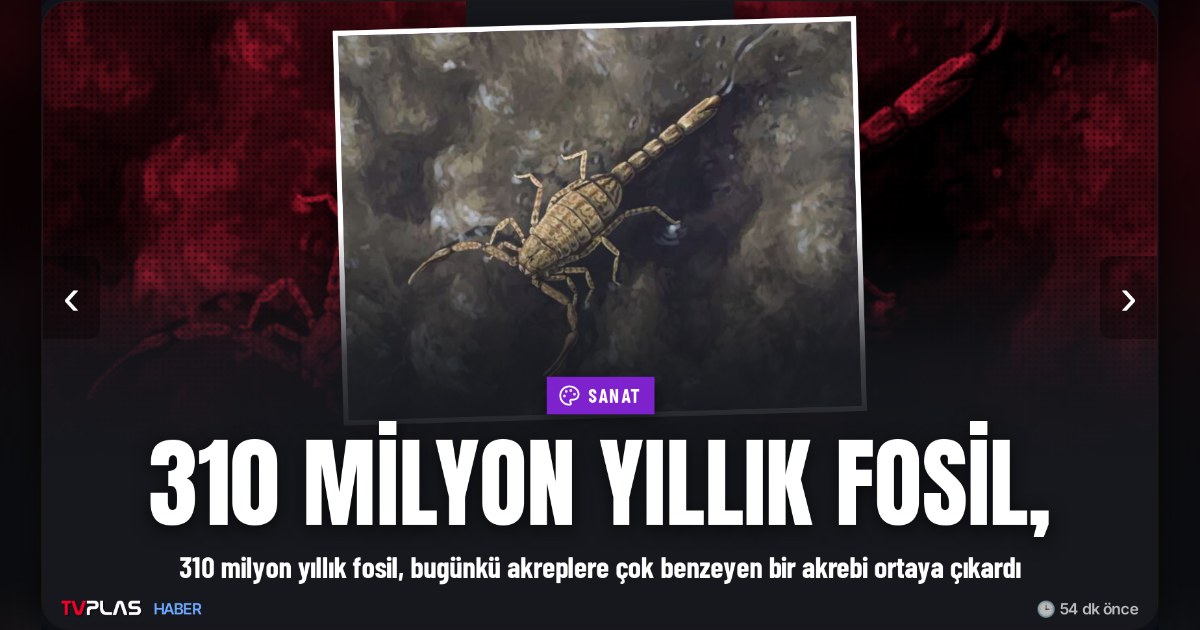 SANAT
310 MİLYON YILLIK FOSİL,
310 milyon yıllık fosil, bugünkü akreplere çok benzeyen bir akrebi ortaya çıkardı
TVPLAS HABER
54 dk önce